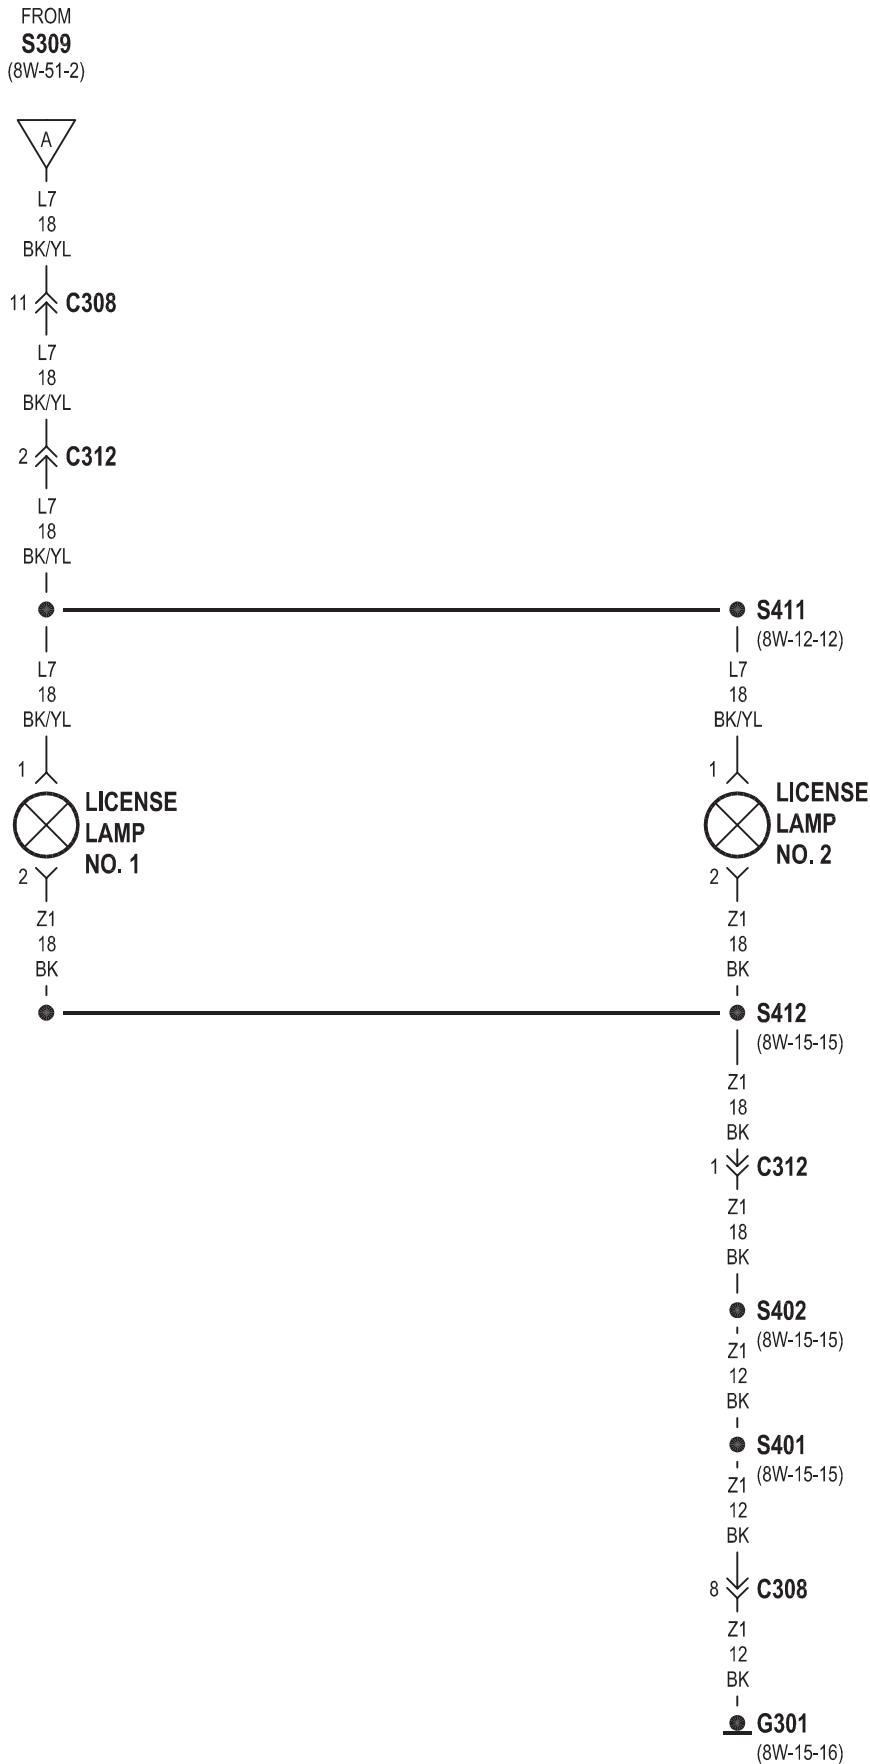 FROM
S309
(8W-51-2)
A
L7
18
BK/YL
11 C308
L7
18
BK/YL
2 C312
L7
18
BK/YL
S411
(8W-12-12)
L7
18
BK/YL
1
LICENSE
LAMP
NO. 1
2
Z1
18
BK
L7
18
BK/YL
1
LICENSE
LAMP
NO. 2
2
Z1
18
BK
S412
(8W-15-15)
Z1
18
BK
1 C312
Z1
18
BK
S402
(8W-15-15)
Z1
12
BK
S401
(8W-15-15)
Z1
12
BK
8 C308
Z1
12
BK
G301
(8W-15-16)